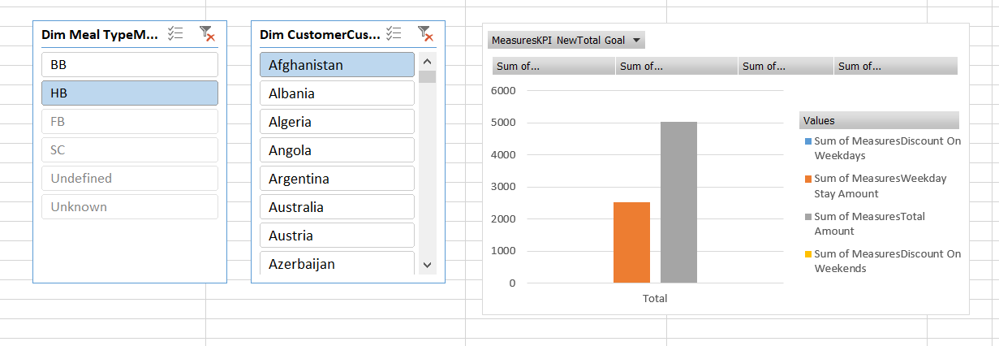 Dim Meal TypeM...
BB
HB
FB
SC
Undefined
Unknown
Dim CustomerCus...
Afghanistan
Albania
Algeria
Angola
Argentina
Australia
Austria
Azerbaijan
MeasuresKPI NewTotal Goal
Sum of... Sum of... Sum of... Sum of...
6000
5000
4000
3000
2000
1000
0
Total
Values
Sum of MeasuresDiscount On
Weekdays
Sum of MeasuresWeekday
Stay Amount
Sum of MeasuresTotal
Amount
Sum of MeasuresDiscount On
Weekends